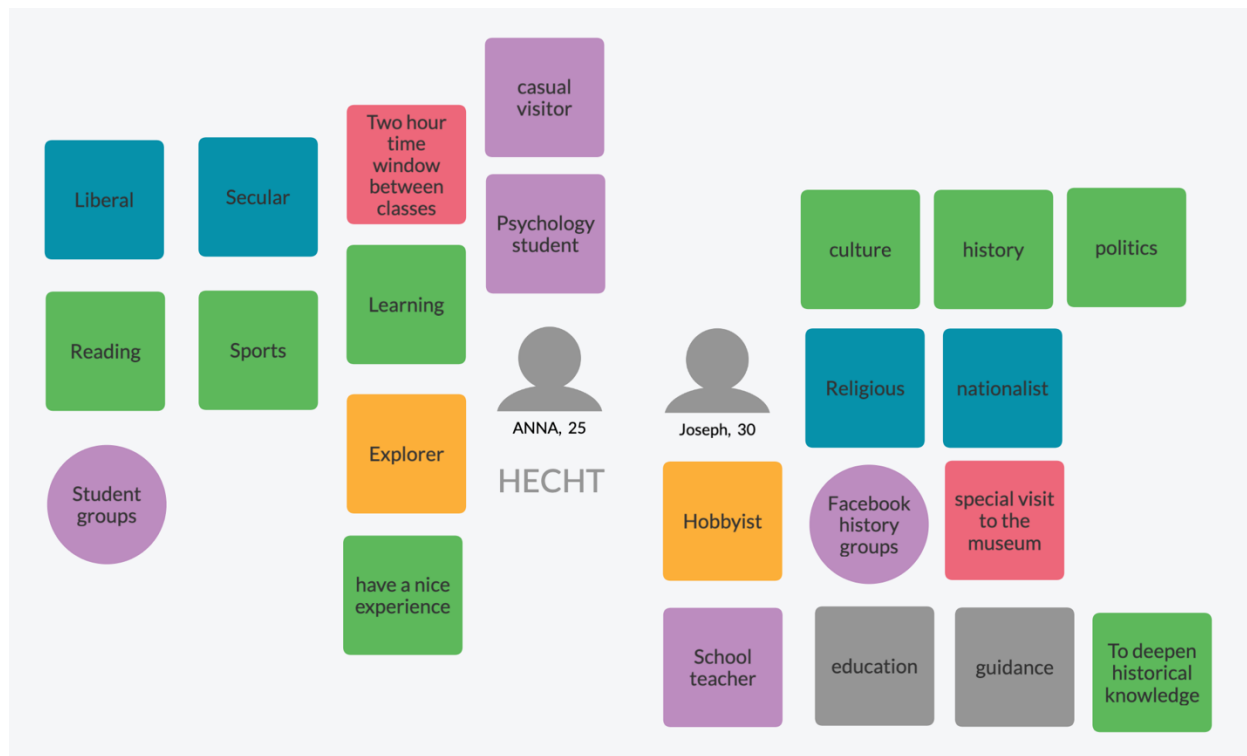 casual
visitor
Two hour
time
window
between
classes
Liberal
Secular
Psychology
student
culture
history
politics
Learning
Reading
Sports
Religious
nationalist
ANNA, 25
Joseph, 30
Explorer
HECHT
Student
groups
Hobbyist
Facebook
history
groups
special visit
to the
museum
have a nice
experience
School
teacher
education
guidance
To deepen
historical
knowledge